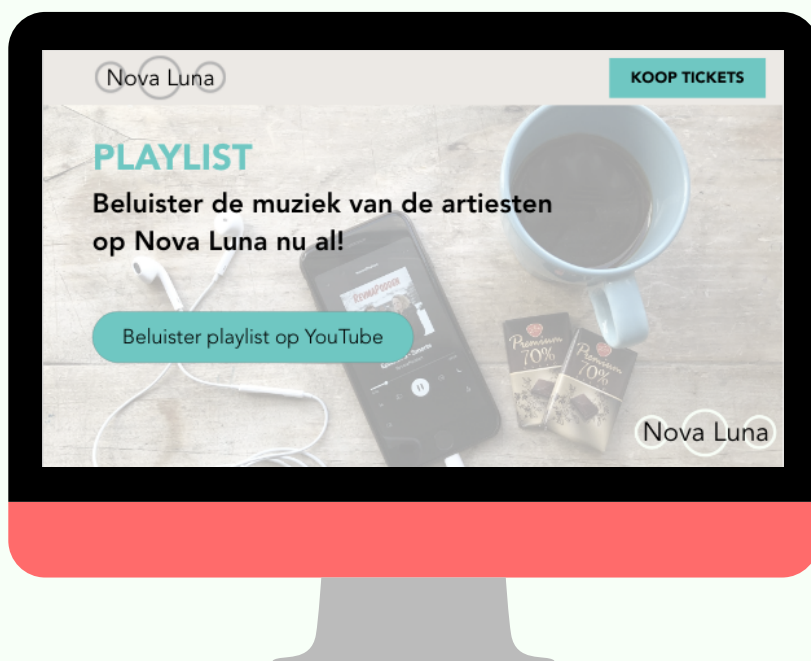 Nova Luna
KOOP TICKETS
PLAYLIST
Beluister de muziek van de artiesten
op Nova Luna nu al!
Beluister playlist op YouTube
Premium
70%
Premium
70%
Nova Luna